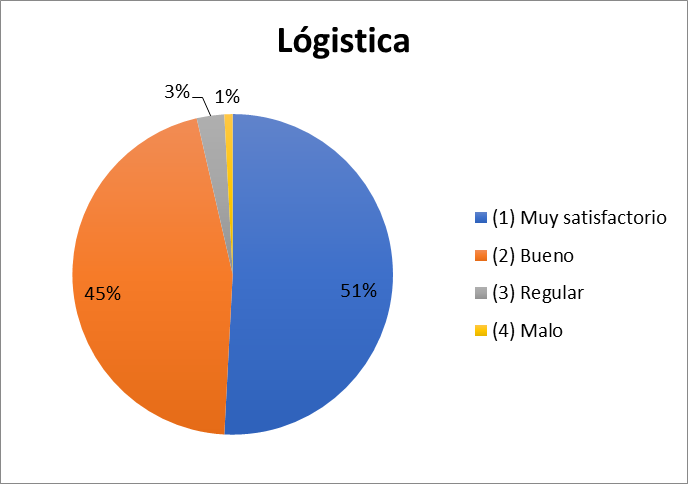 Lógistica
3%
1%
51%
45%
(1) Muy satisfactorio
(2) Bueno
(3) Regular
(4) Malo